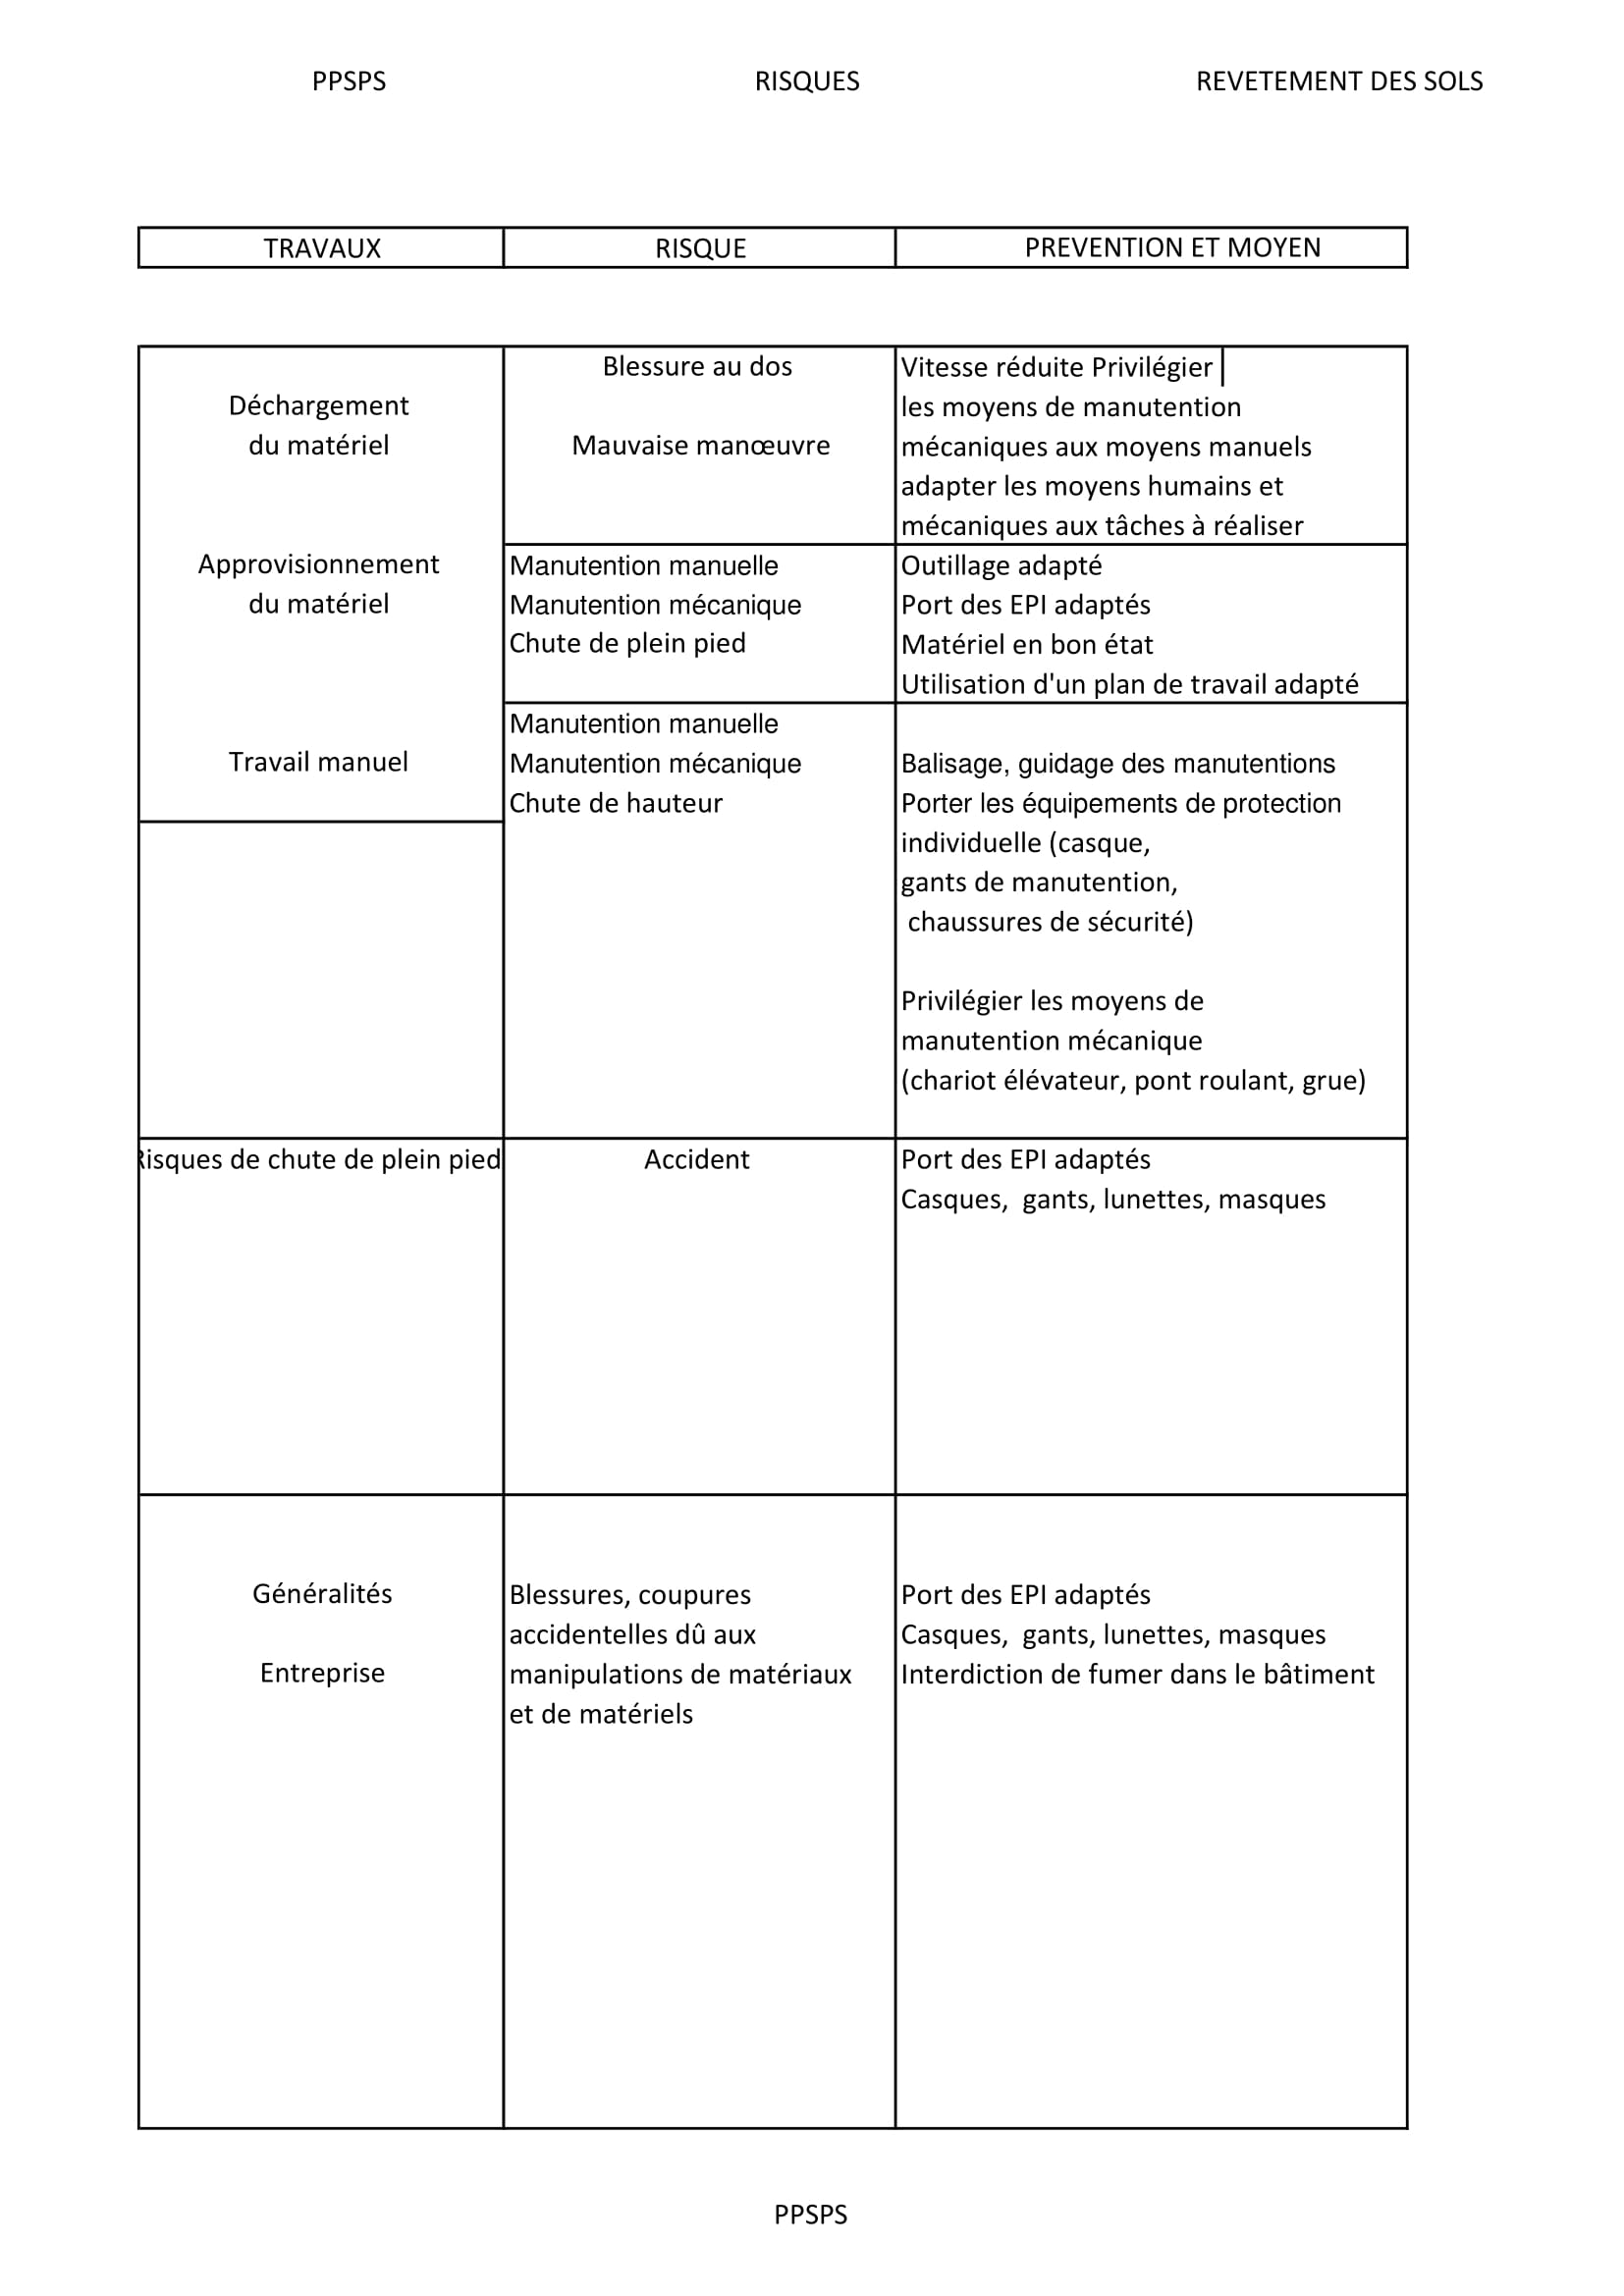 PPSPS RISQUES REVETEMENT DES SOLS
TRAVAUX RISQUE PREVENTION ET MOYEN
Déchargement
du matériel
Blessure au dos
Mauvaise manœuvre
Vitesse réduite Privilégier
les moyens de manutention
mécaniques aux moyens manuels
adapter les moyens humains et
mécaniques aux tâches à réaliser
Approvisionnement
du matériel
Manutention manuelle
Manutention mécanique
Chute de plein pied
Outillage adapté
Port des EPI adaptés
Matériel en bon état
Utilisation d'un plan de travail adapté
Travail manuel
Manutention manuelle
Manutention mécanique
Chute de hauteur
Balisage, guidage des manutentions
Porter les équipements de protection
individuelle (casque,
gants de manutention,
chaussures de sécurité)
Privilégier les moyens de
manutention mécanique
(chariot élévateur, pont roulant, grue)
Risques de chute de plein pied
Accident
Port des EPI adaptés
Casques, gants, lunettes, masques
Généralités
Entreprise
Blessures, coupures
accidentelles dû aux
manipulations de matériaux
et de matériels
Port des EPI adaptés
Casques, gants, lunettes, masques
Interdiction de fumer dans le bâtiment
PPSPS